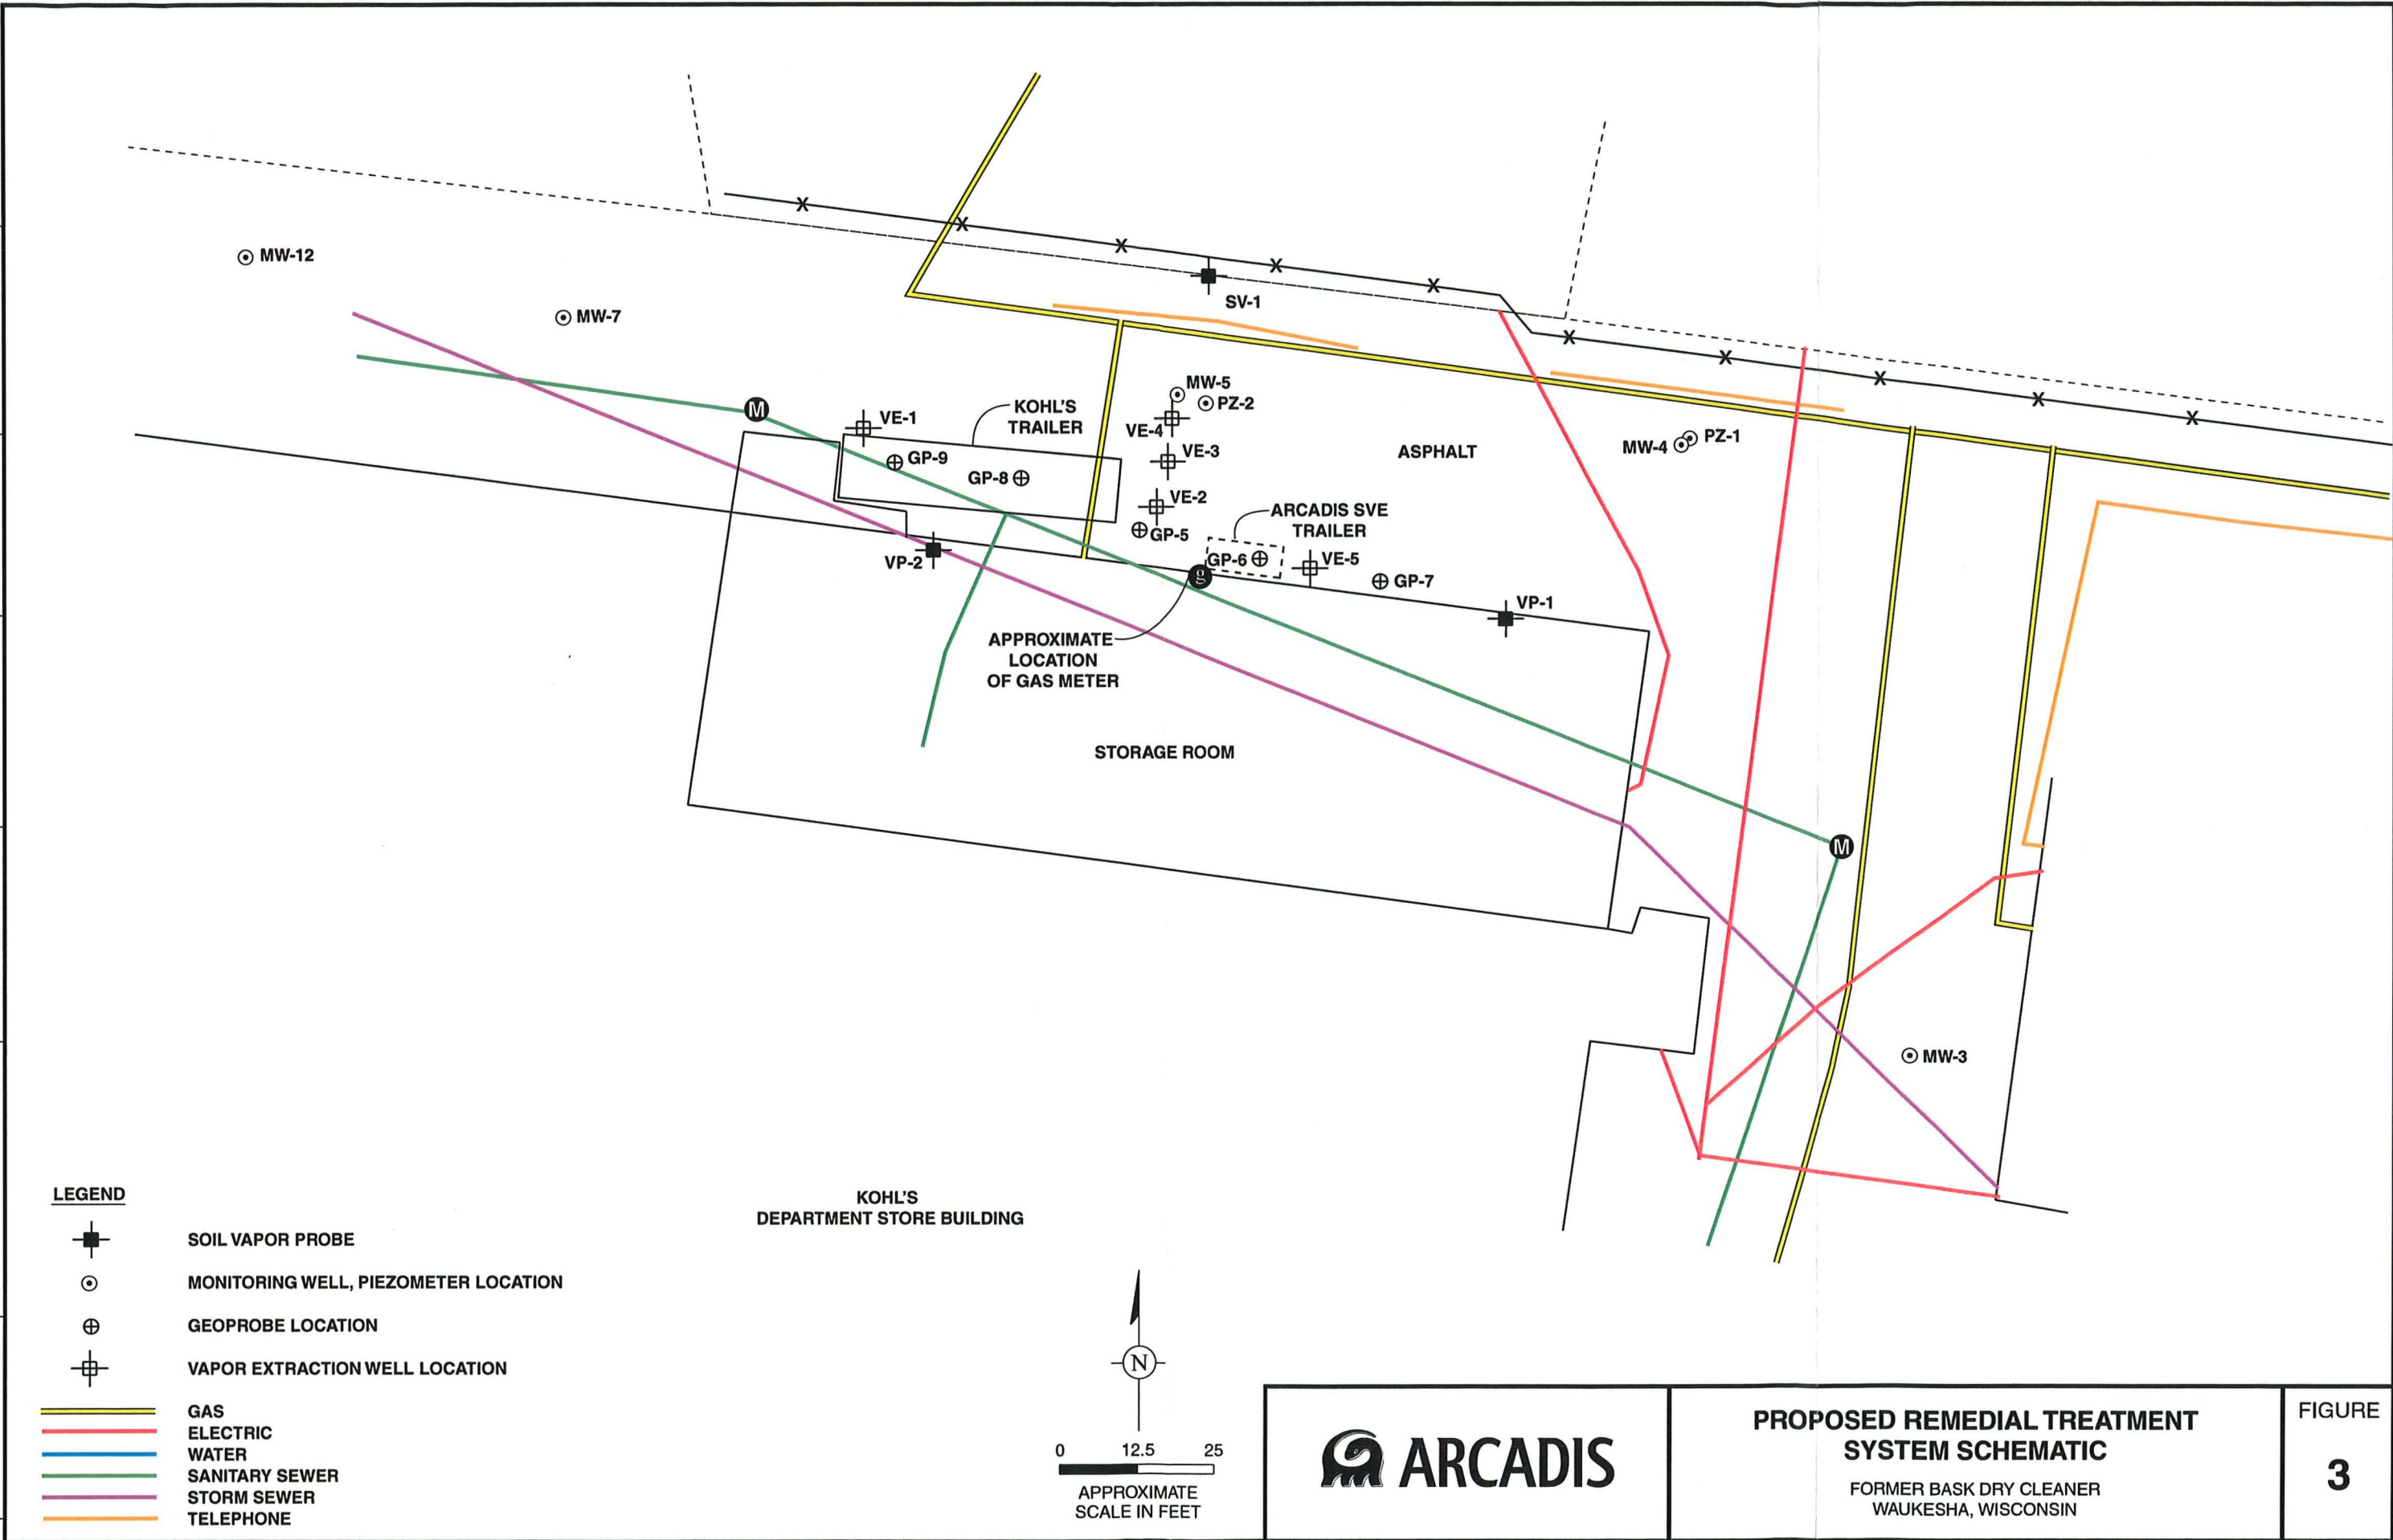 X
X
X
X
X
X
X
X
X
X
MW-12
SV-1
MW-7
MW-5
PZ-2
KOHL'S
TRAILER
VE-1
VE-4
M
PZ-1
MW-4
ASPHALT
VE-3
GP-9
GP-8
VE-2
ARCADIS SVE
TRAILER
GP-5
VP-2
GP-6
VE-5
g
GP-7
VP-1
APPROXIMATE
LOCATION
OF GAS METER
STORAGE ROOM
M
MW-3
KOHL'S
DEPARTMENT STORE BUILDING
LEGEND
SOIL VAPOR PROBE
MONITORING WELL, PIEZOMETER LOCATION
GEOPROBE LOCATION
VAPOR EXTRACTION WELL LOCATION
GAS
ELECTRIC
WATER
SANITARY SEWER
STORM SEWER
TELEPHONE
N
0 12.5 25
APPROXIMATE
SCALE IN FEET
ARCADIS
PROPOSED REMEDIAL TREATMENT
SYSTEM SCHEMATIC
FORMER BASK DRY CLEANER
WAUKESHA, WISCONSIN
FIGURE
3